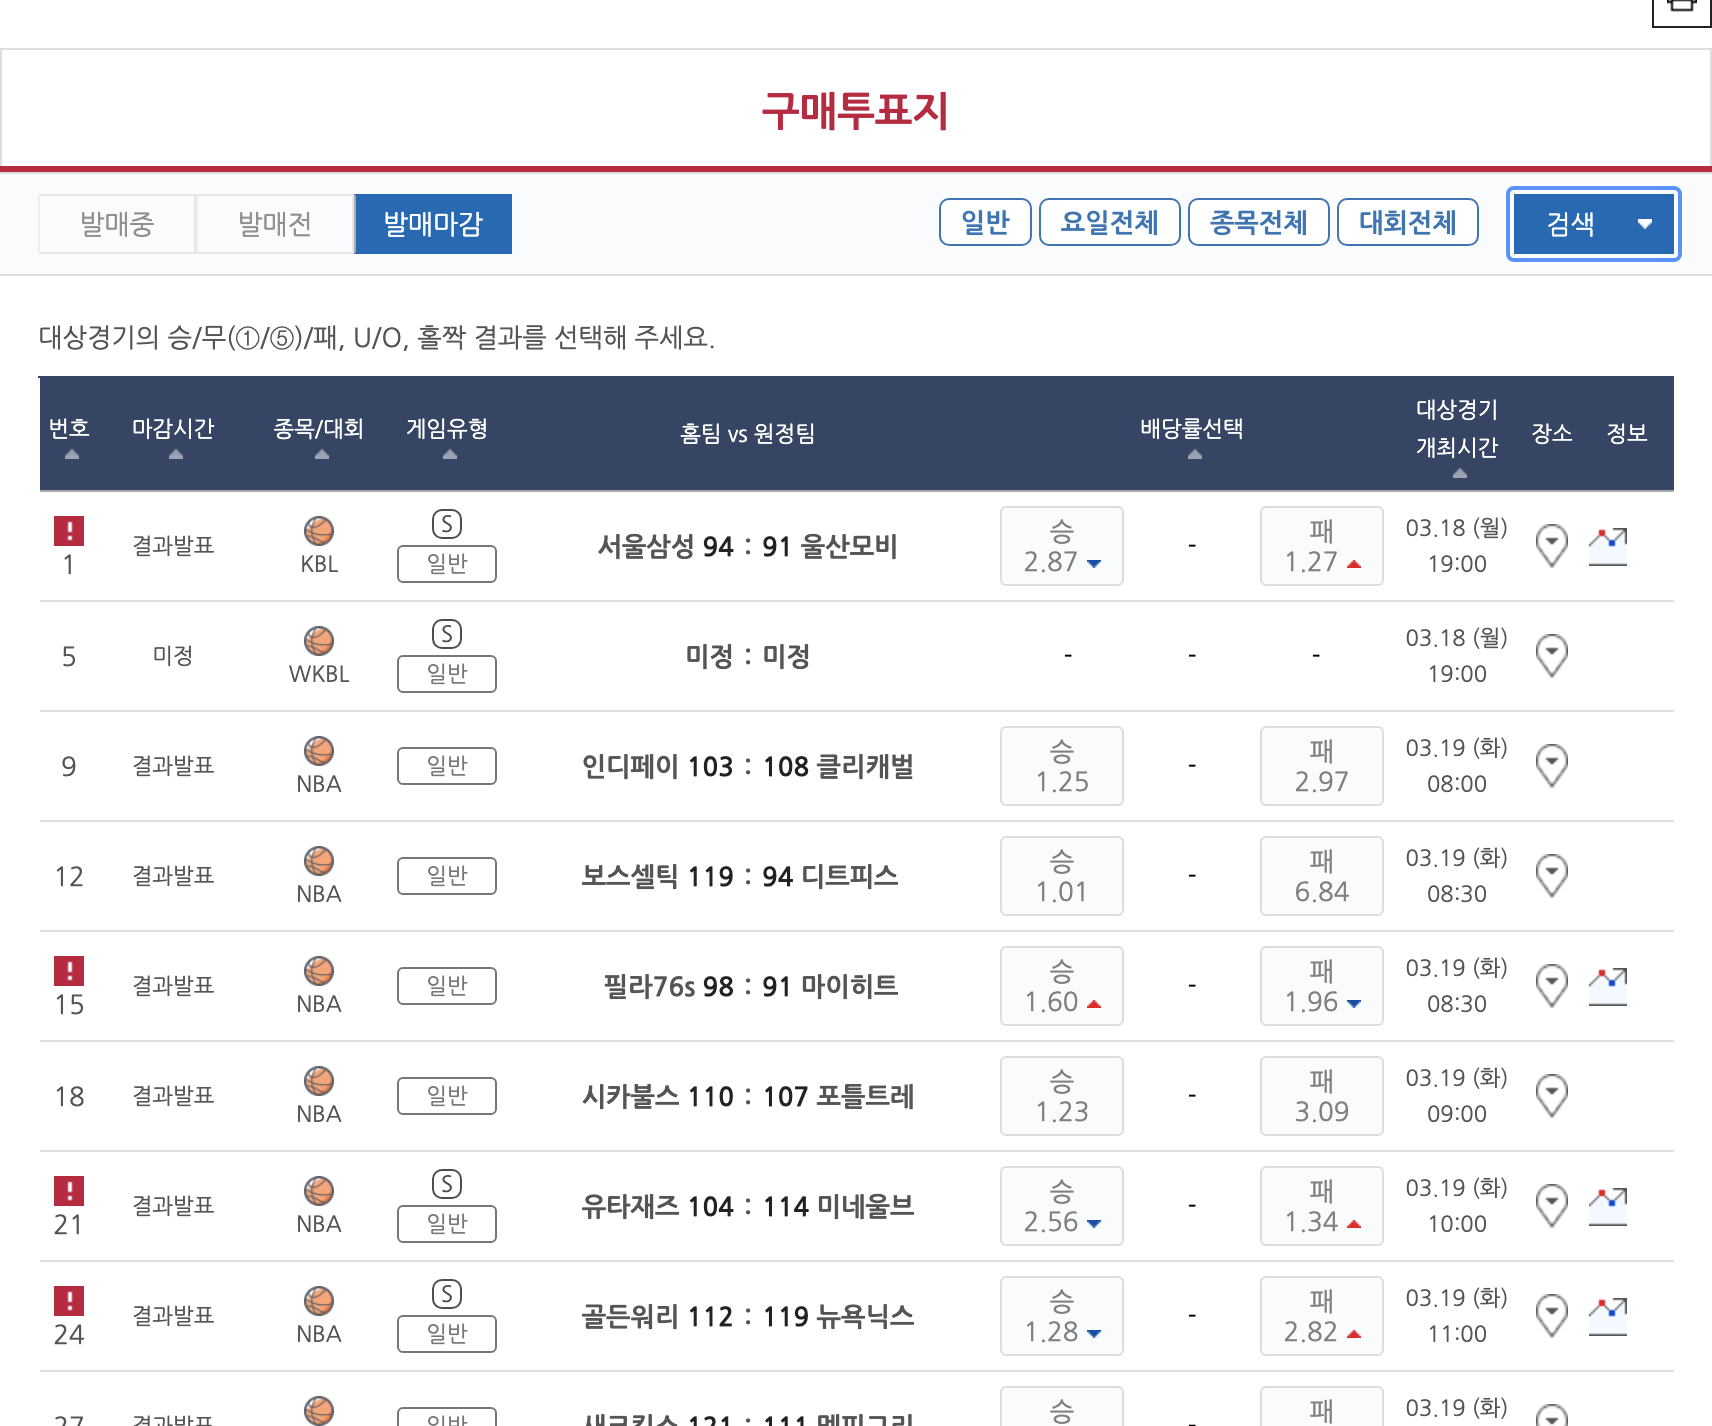 구매투표지
발매중 발매전 발매마감 일반 요일전체 종목전체 대회전체 검색
대상경기의 승/무(①/⑤)/패, U/O, 홀짝 결과를 선택해 주세요.
번호 마감시간 종목/대회 게임유형 홈팀 vs 원정팀 배당률선택 대상경기 개최시간 장소 정보
! 1 결과발표 KBL S 일반 서울삼성 94 : 91 울산모비 승 2.87 - 패 1.27 03.18 (월) 19:00
5 미정 WKBL S 일반 미정 : 미정 - - - 03.18 (월) 19:00
9 결과발표 NBA 일반 인디페이 103 : 108 클리캐벌 승 1.25 - 패 2.97 03.19 (화) 08:00
12 결과발표 NBA 일반 보스셀틱 119 : 94 디트피스 승 1.01 - 패 6.84 03.19 (화) 08:30
! 15 결과발표 NBA 일반 필라76s 98 : 91 마이히트 승 1.60 - 패 1.96 03.19 (화) 08:30
18 결과발표 NBA 일반 시카불스 110 : 107 포틀트레 승 1.23 - 패 3.09 03.19 (화) 09:00
! 21 결과발표 NBA S 일반 유타재즈 104 : 114 미네울브 승 2.56 - 패 1.34 03.19 (화) 10:00
! 24 결과발표 NBA S 일반 골든워리 112 : 119 뉴욕닉스 승 1.28 - 패 2.82 03.19 (화) 11:00
27 결과발표 일반 새크킹스 121 : 111 멤피그리 승 - 패 03.19 (화)